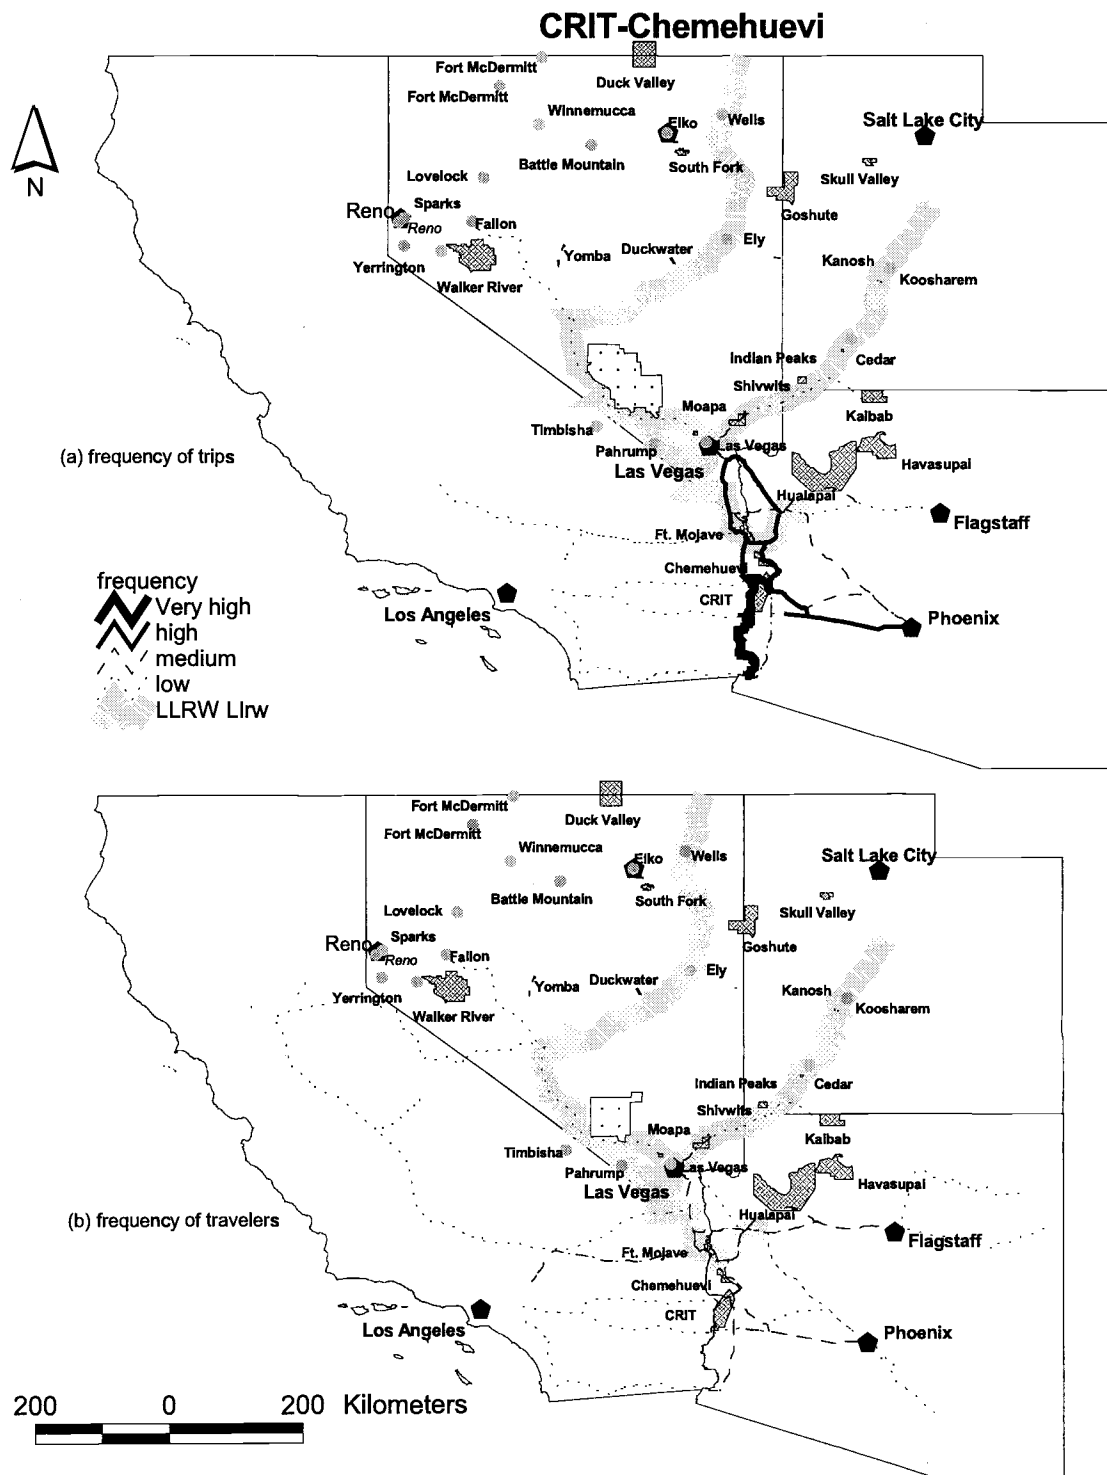 CRIT-Chemehuevi
Fort McDermitt
Duck Valley
Fort McDermitt
Winnemucca
Elko
Wells
Salt Lake City
Battle Mountain
South Fork
Skull Valley
N
Lovelock
Goshute
Reno
Sparks
Reno
Fallon
Ely
Yomba
Duckwater
Kanosh
Yerrington
Koosharem
Walker River
Indian Peaks
Cedar
Shivwits
Moapa
Kaibab
Timbisha
Las Vegas
Pahrump
(a) frequency of trips
Havasupai
Las Vegas
Hualapai
Flagstaff
Ft. Mojave
Chemehuevi
frequency
CRIT
Very high
Los Angeles
Phoenix
high
medium
low
LLRW Llrw
Fort McDermitt
Duck Valley
Fort McDermitt
Winnemucca
Elko
Wells
Salt Lake City
Battle Mountain
South Fork
Skull Valley
Lovelock
Reno
Sparks
Goshute
Reno
Fallon
Ely
Yomba
Duckwater
Kanosh
Yerrington
Koosharem
Walker River
Indian Peaks
Cedar
Shivwits
Moapa
Kaibab
Timbisha
Las Vegas
Pahrump
Havasupai
Las Vegas
(b) frequency of travelers
Hualapai
Flagstaff
Ft. Mojave
Chemehuevi
CRIT
Los Angeles
Phoenix
200 0 200 Kilometers